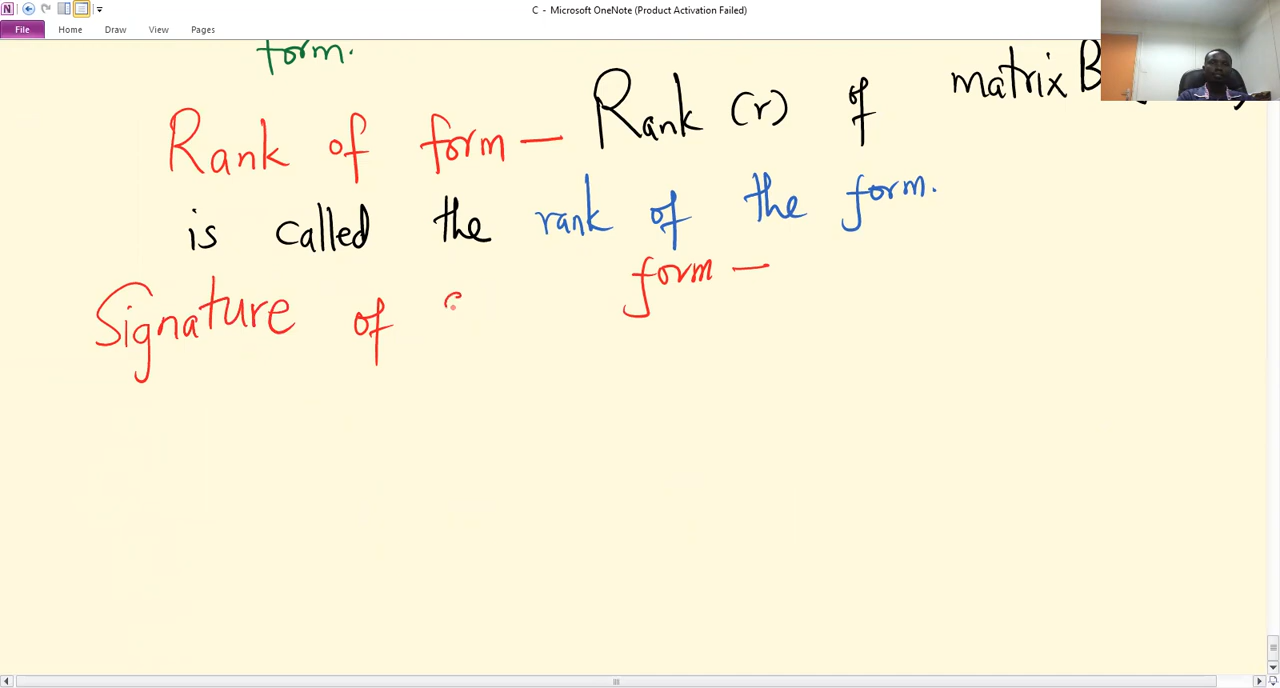 C - Microsoft OneNote (Product Activation Failed)
File Home Draw View Pages
form.
Rank of form — Rank (r) of matrix B
is called the rank of the form.
Signature of form —